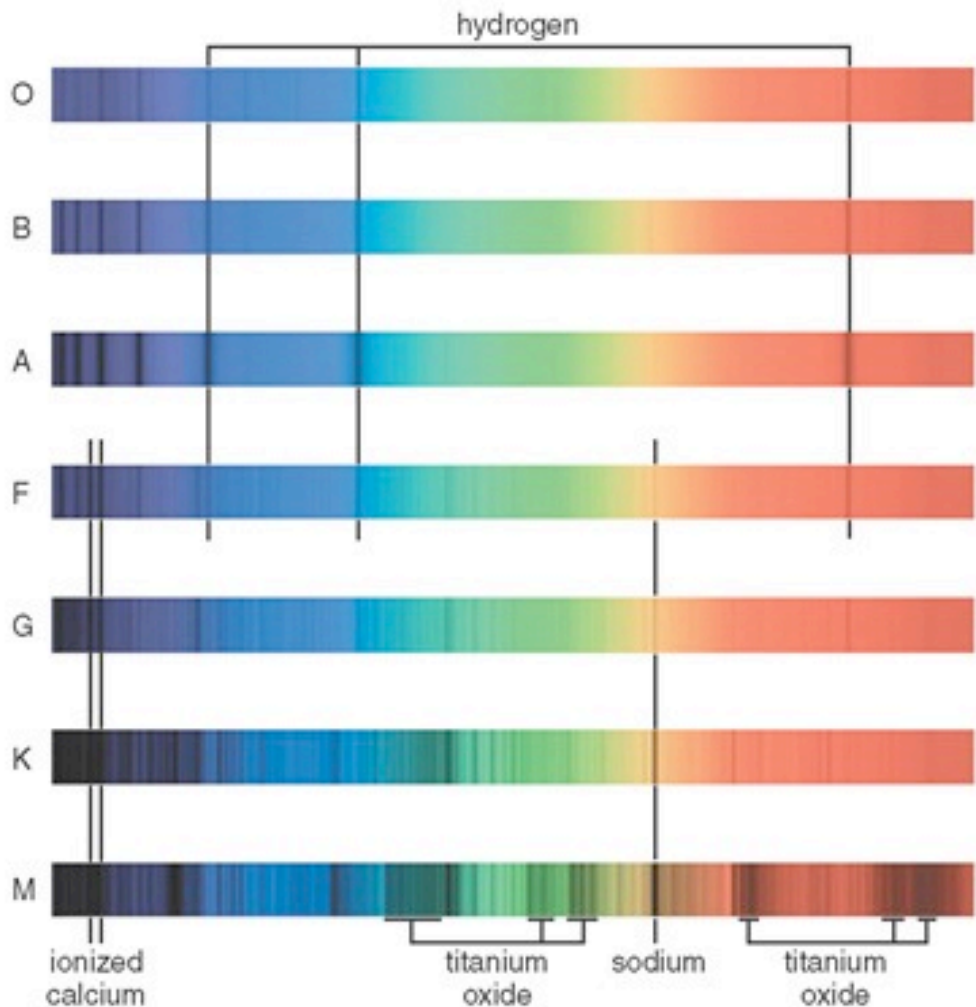 hydrogen
O
B
A
F
G
K
M
ionized
calcium
titanium
oxide
sodium
titanium
oxide